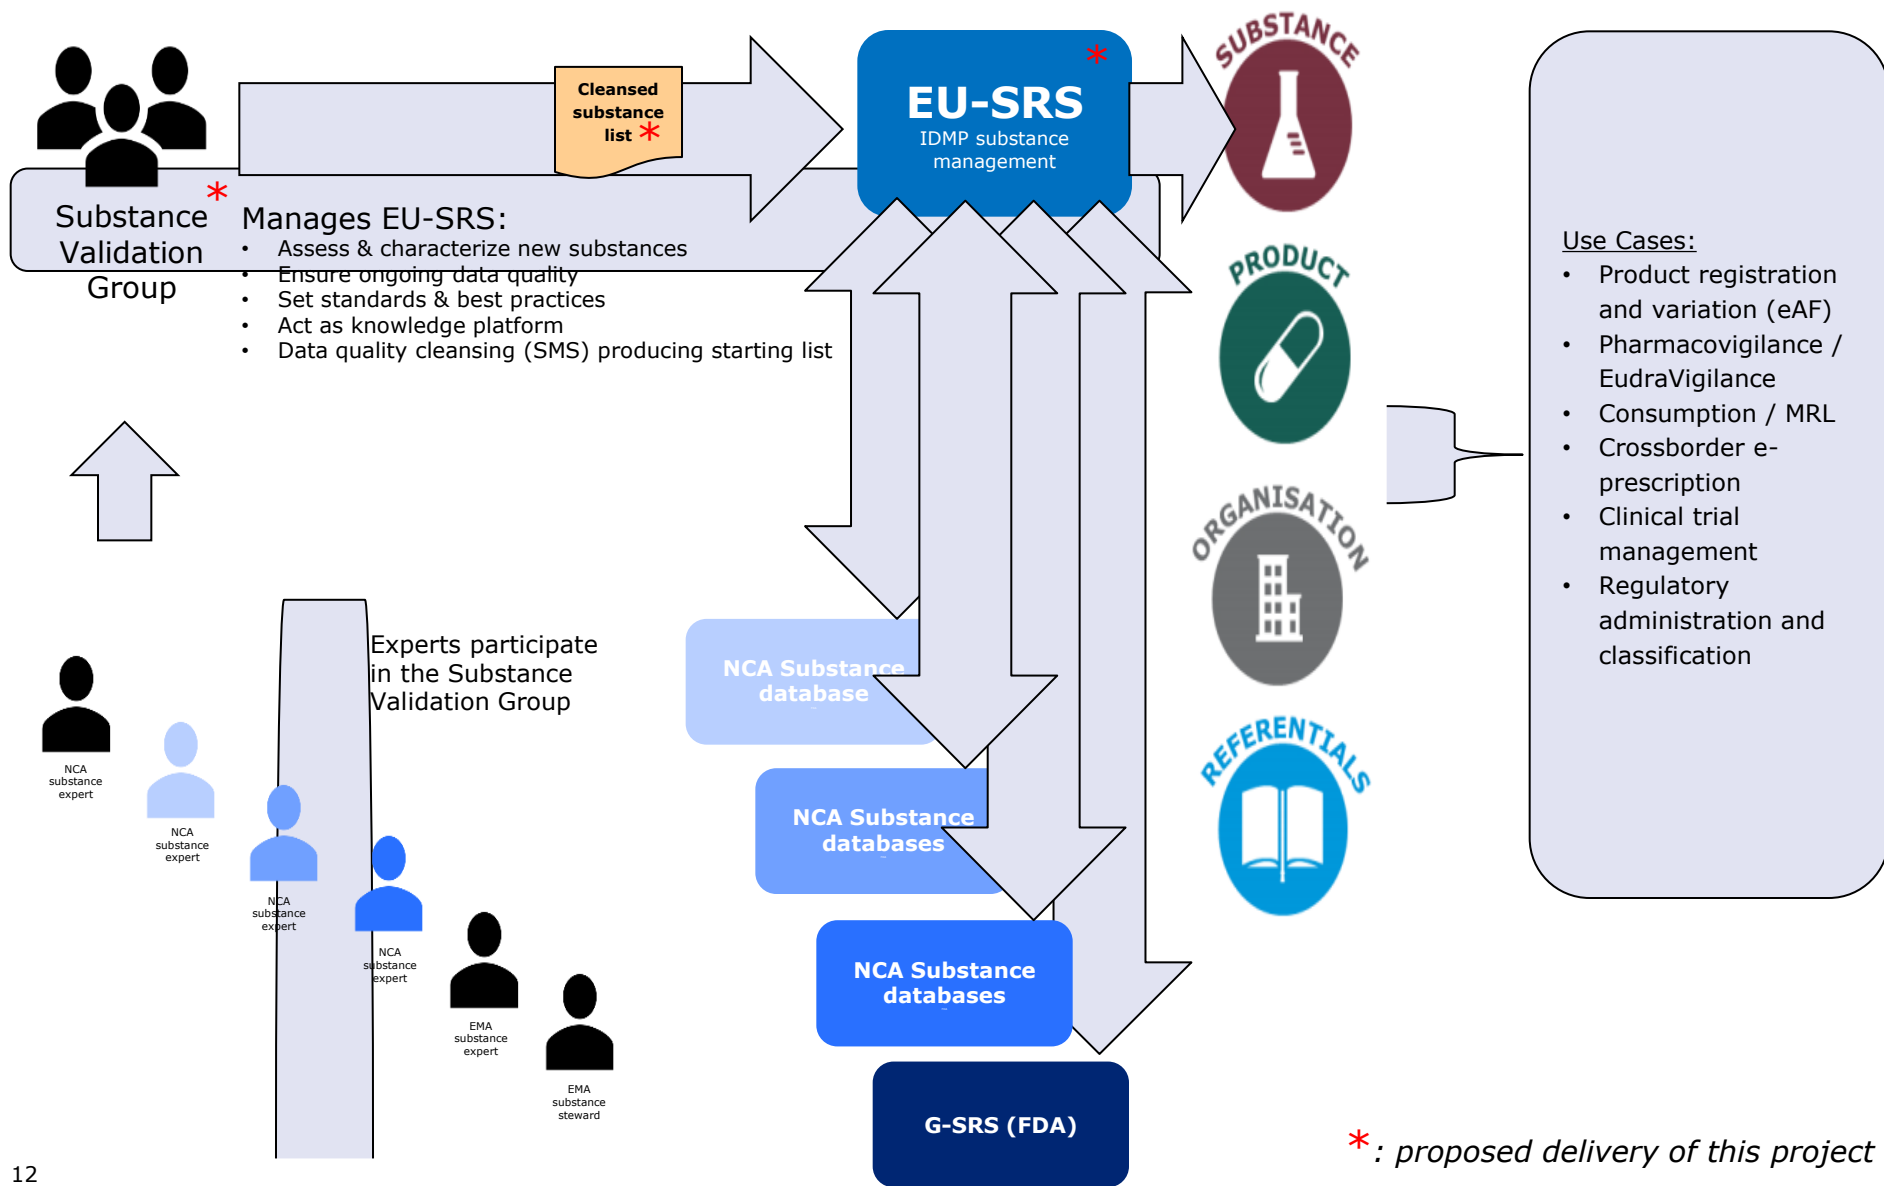 Cleansed
substance
list *
EU-SRS *
IDMP substance
management
SUBSTANCE
Substance *
Validation
Group
Manages EU-SRS:
• Assess & characterize new substances
• Ensure ongoing data quality
• Set standards & best practices
• Act as knowledge platform
• Data quality cleansing (SMS) producing starting list
PRODUCT
ORGANISATION
REFERENTIALS
Use Cases:
• Product registration
and variation (eAF)
• Pharmacovigilance /
EudraVigilance
• Consumption / MRL
• Crossborder e-
prescription
• Clinical trial
management
• Regulatory
administration and
classification
Experts participate
in the Substance
Validation Group
NCA
substance
expert
NCA
substance
expert
NCA
substance
expert
NCA
substance
expert
EMA
substance
expert
EMA
substance
steward
NCA Substance
database
NCA Substance
databases
NCA Substance
databases
G-SRS (FDA)
*: proposed delivery of this project
12